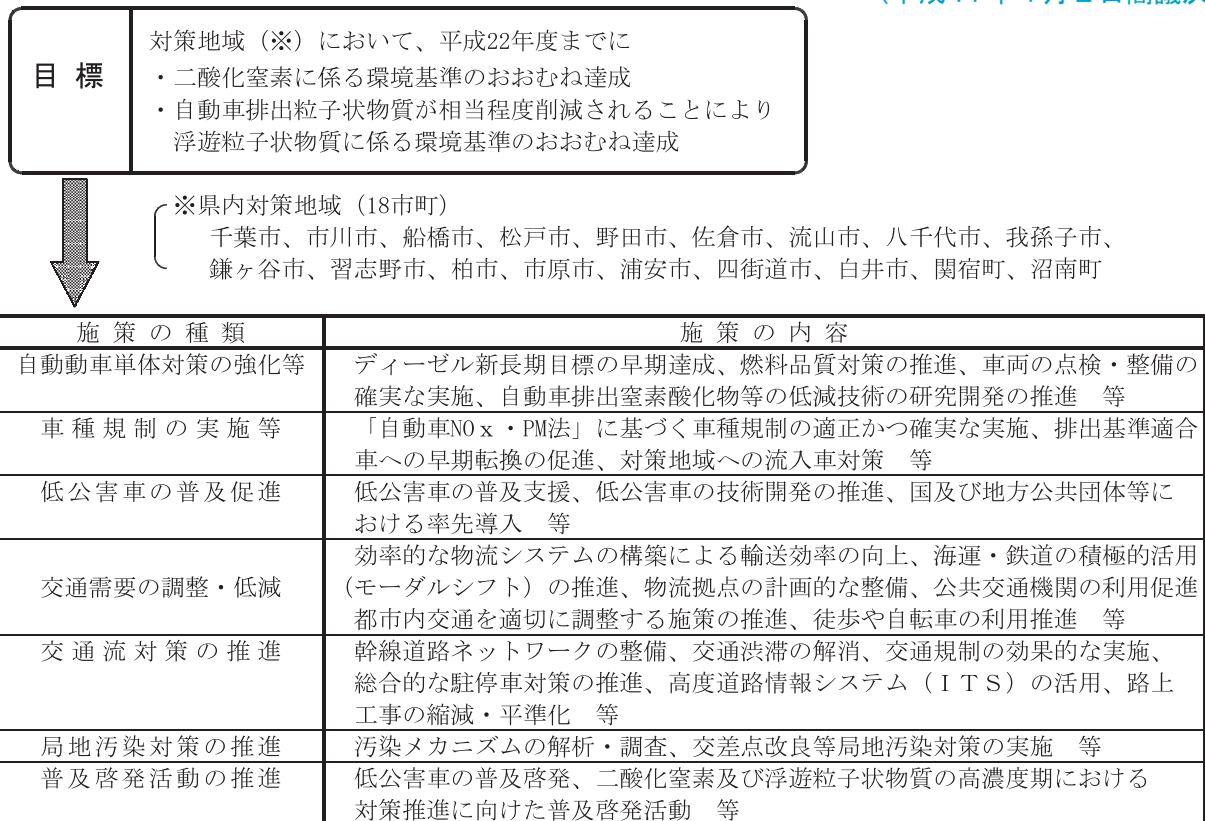 目 標
対策地域（※）において、平成22年度までに
・二酸化窒素に係る環境基準のおおむね達成
・自動車排出粒子状物質が相当程度削減されることにより
浮遊粒子状物質に係る環境基準のおおむね達成
※県内対策地域（18市町）
千葉市、市川市、船橋市、松戸市、野田市、佐倉市、流山市、八千代市、我孫子市、
鎌ヶ谷市、習志野市、柏市、市原市、浦安市、四街道市、白井市、関宿町、沼南町
施 策 の 種 類
施 策 の 内 容
自動動車単体対策の強化等
ディーゼル新長期目標の早期達成、燃料品質対策の推進、車両の点検・整備の
確実な実施、自動車排出窒素酸化物等の低減技術の研究開発の推進　等
車 種 規 制 の 実 施 等
「自動車NOｘ・PM法」に基づく車種規制の適正かつ確実な実施、排出基準適合
車への早期転換の促進、対策地域への流入車対策　等
低公害車の普及促進
低公害車の普及支援、低公害車の技術開発の推進、国及び地方公共団体等に
おける率先導入　等
交通需要の調整・低減
効率的な物流システムの構築による輸送効率の向上、海運・鉄道の積極的活用
（モーダルシフト）の推進、物流拠点の計画的な整備、公共交通機関の利用促進
都市内交通を適切に調整する施策の推進、徒歩や自転車の利用推進　等
交 通 流 対 策 の 推 進
幹線道路ネットワークの整備、交通渋滞の解消、交通規制の効果的な実施、
総合的な駐停車対策の推進、高度道路情報システム（ＩＴＳ）の活用、路上
工事の縮減・平準化　等
局地汚染対策の推進
汚染メカニズムの解析・調査、交差点改良等局地汚染対策の実施　等
普及啓発活動の推進
低公害車の普及啓発、二酸化窒素及び浮遊粒子状物質の高濃度期における
対策推進に向けた普及啓発活動　等